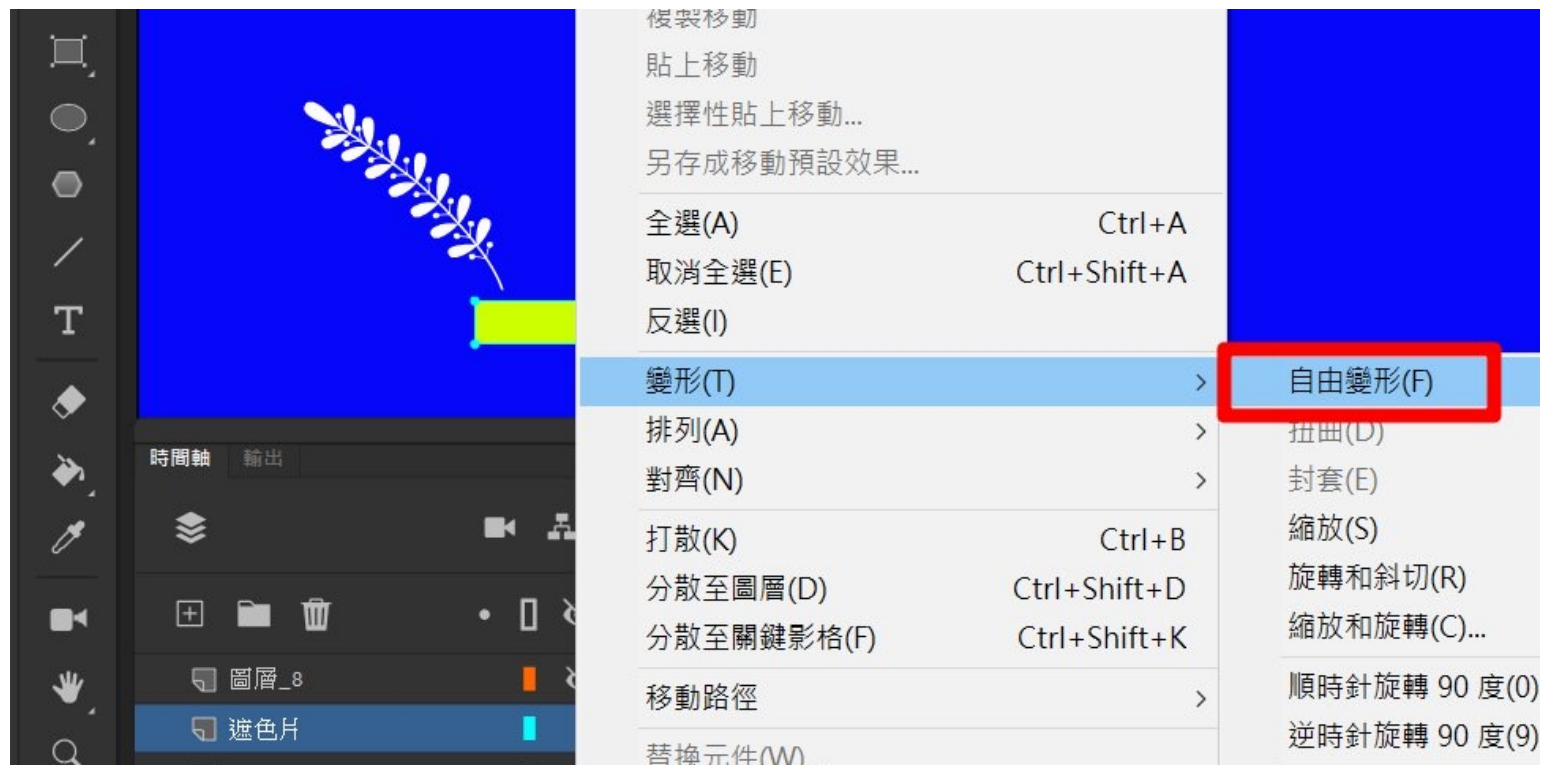 複製移動
貼上移動
選擇性貼上移動...
另存成移動預設效果...
全選(A) Ctrl+A
取消全選(E) Ctrl+Shift+A
反選(I)
變形(T) >
自由變形(F)
排列(A) >
扭曲(D)
對齊(N) >
封套(E)
打散(K) Ctrl+B
縮放(S)
分散至圖層(D) Ctrl+Shift+D
旋轉和斜切(R)
分散至關鍵影格(F) Ctrl+Shift+K
縮放和旋轉(C)...
移動路徑 >
順時針旋轉 90 度(0)
逆時針旋轉 90 度(9)
替換元件(W)...
T
時間軸 輸出
圖層_8
遮色片